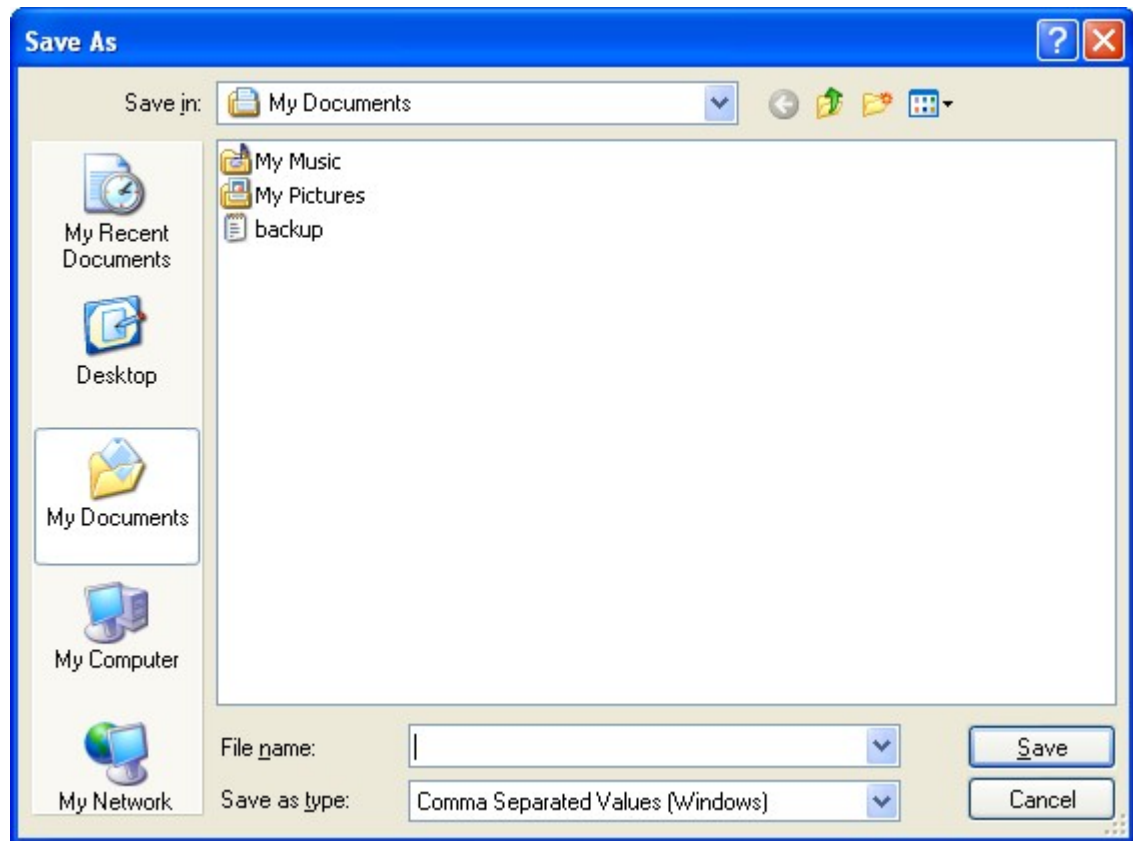 Save As
Save in: My Documents
My Music
My Pictures
backup
My Recent
Documents
Desktop
My Documents
My Computer
My Network
File name:
Save
Save as type: Comma Separated Values (Windows)
Cancel